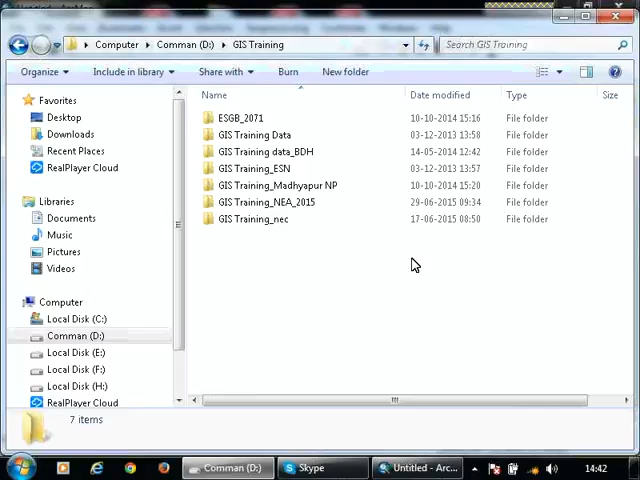 Computer Comman (D:) GIS Training Search GIS Training
Organize Include in library Share with Burn New folder
Name Date modified Type Size
Favorites
Desktop
Downloads
Recent Places
RealPlayer Cloud
Libraries
Documents
Music
Pictures
Videos
Computer
Local Disk (C:)
Comman (D:)
Local Disk (E:)
Local Disk (F:)
Local Disk (H:)
RealPlayer Cloud
ESGB_2071 10-10-2014 15:16 File folder
GIS Training Data 03-12-2013 13:58 File folder
GIS Training data_BDH 14-05-2014 12:42 File folder
GIS Training_ESN 03-12-2013 13:57 File folder
GIS Training_Madhyapur NP 10-10-2014 15:20 File folder
GIS Training_NEA_2015 29-06-2015 09:34 File folder
GIS Training_nec 17-06-2015 08:50 File folder
7 items
Comman (D:) Skype Untitled - Arc... 14:42